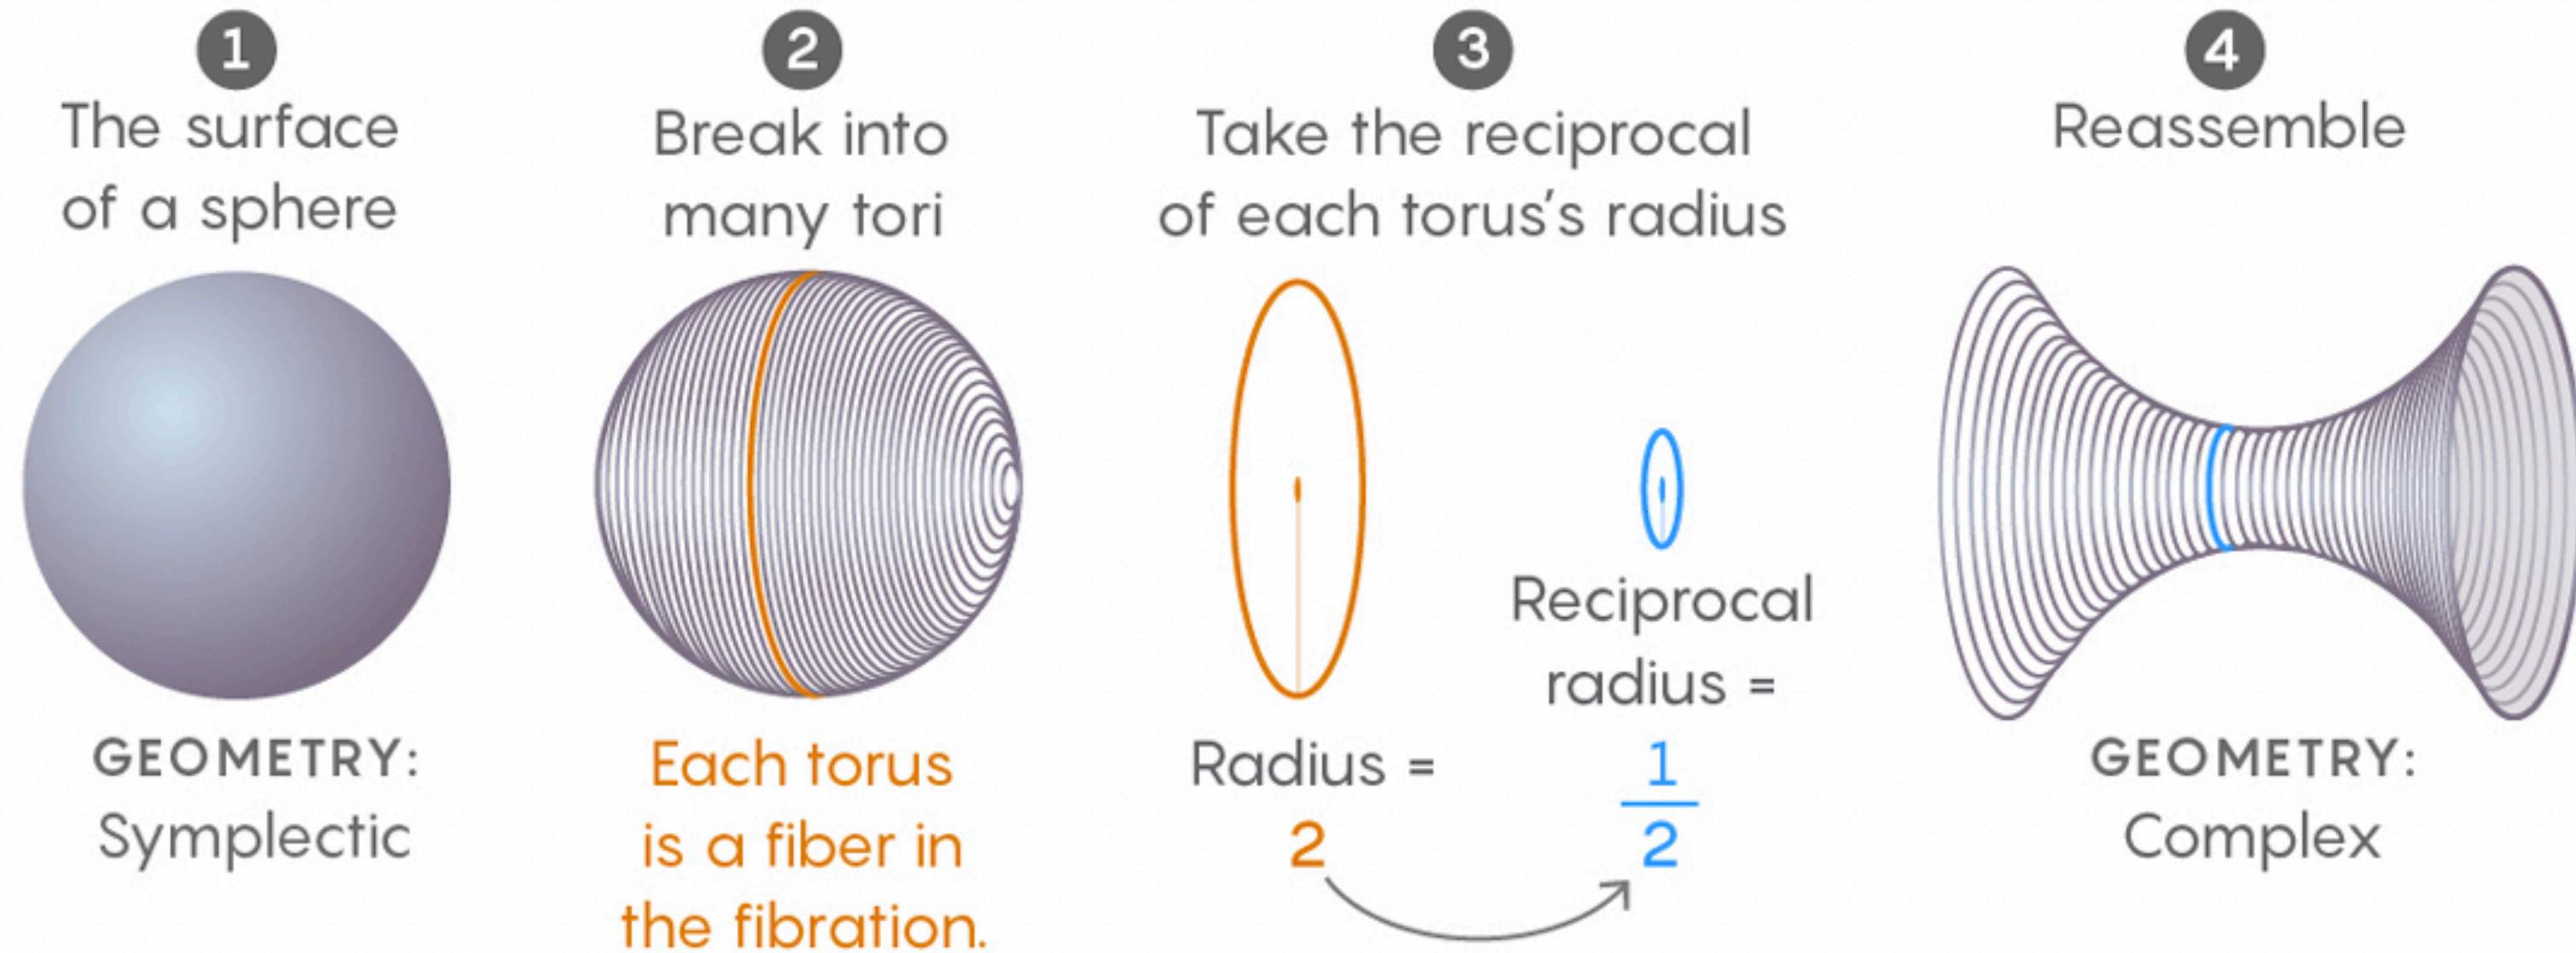 1
The surface
of a sphere
GEOMETRY:
Symplectic
2
Break into
many tori
Each torus
is a fiber in
the fibration.
3
Take the reciprocal
of each torus’s radius
Radius =
2
Reciprocal
radius =
1
2
4
Reassemble
GEOMETRY:
Complex